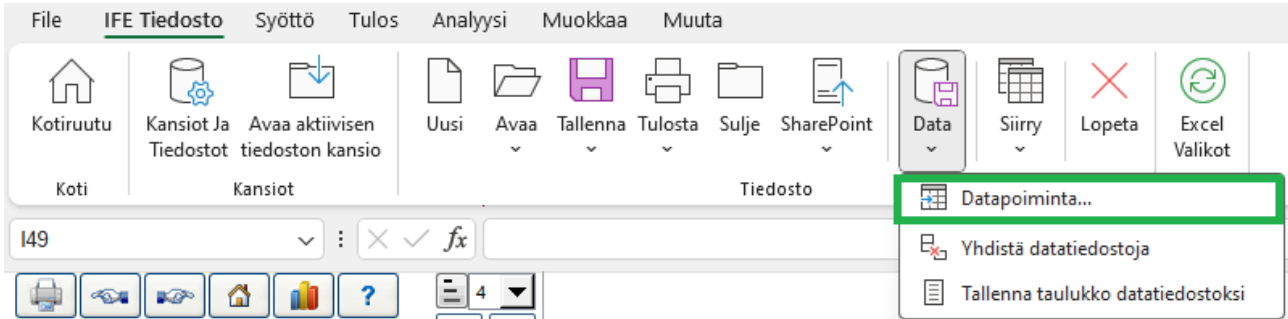 File IFE Tiedosto Syöttö Tulos Analyysi Muokkaa Muuta
Kotiruutu Kansiot Ja Tiedostot Avaa aktiivisen tiedoston kansio Uusi Avaa Tallenna Tulosta Sulje SharePoint Data Siirry Lopeta Excel Valikot
Koti Kansiot Tiedosto
Datapoiminta...
I49 fx
Yhdistä datatiedostoja
? 4
Tallenna taulukko datatiedostoksi